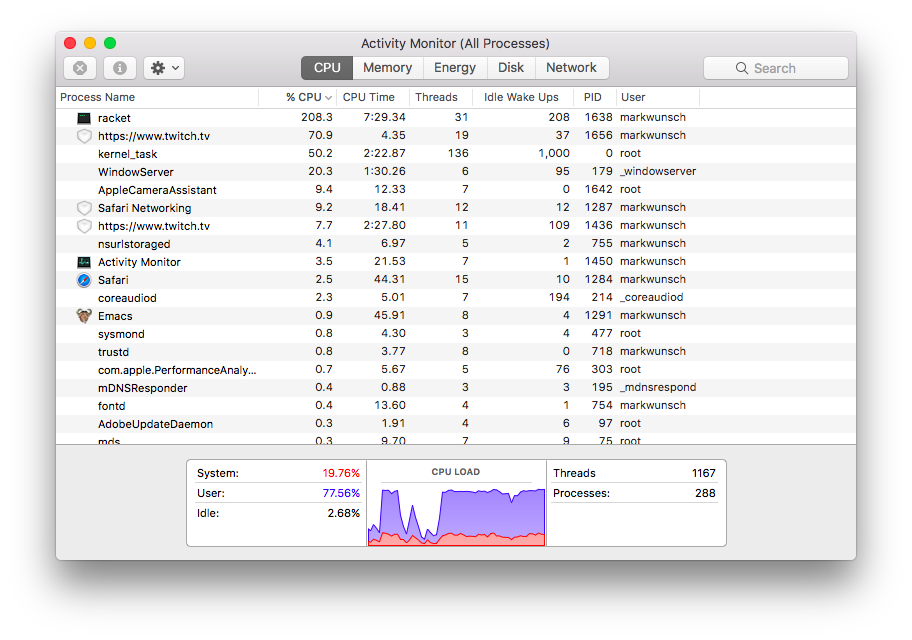 Activity Monitor (All Processes)
CPU Memory Energy Disk Network Search
Process Name % CPU CPU Time Threads Idle Wake Ups PID User
racket 208.3 7:29.34 31 208 1638 markwunsch
https://www.twitch.tv 70.9 4.35 19 37 1656 markwunsch
kernel_task 50.2 2:22.87 136 1,000 0 root
WindowServer 20.3 1:30.26 6 95 179 _windowserver
AppleCameraAssistant 9.4 12.33 7 0 1642 root
Safari Networking 9.2 18.41 12 12 1287 markwunsch
https://www.twitch.tv 7.7 2:27.80 11 109 1436 markwunsch
nsurlstoraged 4.1 6.97 5 2 755 markwunsch
Activity Monitor 3.5 21.53 7 1 1450 markwunsch
Safari 2.5 44.31 15 10 1284 markwunsch
coreaudiod 2.3 5.01 7 194 214 _coreaudiod
Emacs 0.9 45.91 8 4 1291 markwunsch
sysmond 0.8 4.30 3 4 477 root
trustd 0.8 3.77 8 0 718 markwunsch
com.apple.PerformanceAnaly... 0.7 5.67 5 76 303 root
mDNSResponder 0.4 0.88 3 3 195 _mdnsrespond
fontd 0.4 13.60 4 1 754 markwunsch
AdobeUpdateDaemon 0.3 1.91 4 6 97 root
mds 0.3 9.70 7 9 75 root
System: 19.76% CPU LOAD Threads 1167
User: 77.56% Processes: 288
Idle: 2.68%